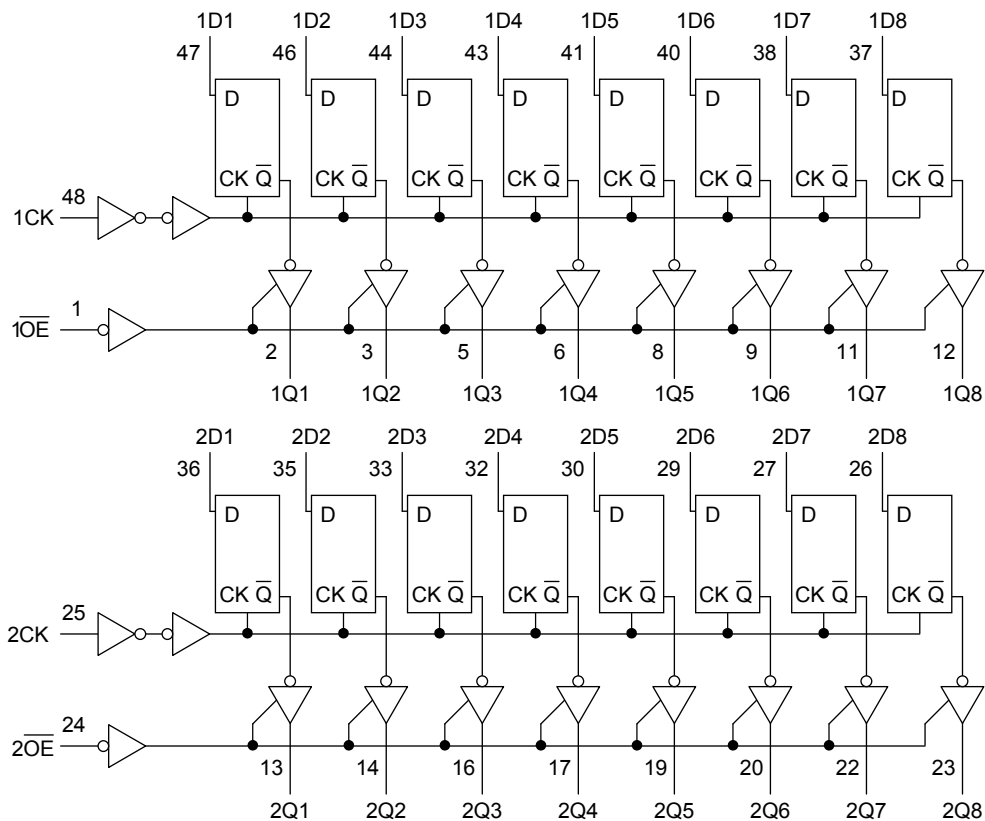 1D1 1D2 1D3 1D4 1D5 1D6 1D7 1D8
47 46 44 43 41 40 38 37
D D D D D D D D
CK Q̅ CK Q̅ CK Q̅ CK Q̅ CK Q̅ CK Q̅ CK Q̅ CK Q̅
48
1CK
1
1O̅E̅
2 3 5 6 8 9 11 12
1Q1 1Q2 1Q3 1Q4 1Q5 1Q6 1Q7 1Q8
2D1 2D2 2D3 2D4 2D5 2D6 2D7 2D8
36 35 33 32 30 29 27 26
D D D D D D D D
CK Q̅ CK Q̅ CK Q̅ CK Q̅ CK Q̅ CK Q̅ CK Q̅ CK Q̅
25
2CK
24
2O̅E̅
13 14 16 17 19 20 22 23
2Q1 2Q2 2Q3 2Q4 2Q5 2Q6 2Q7 2Q8